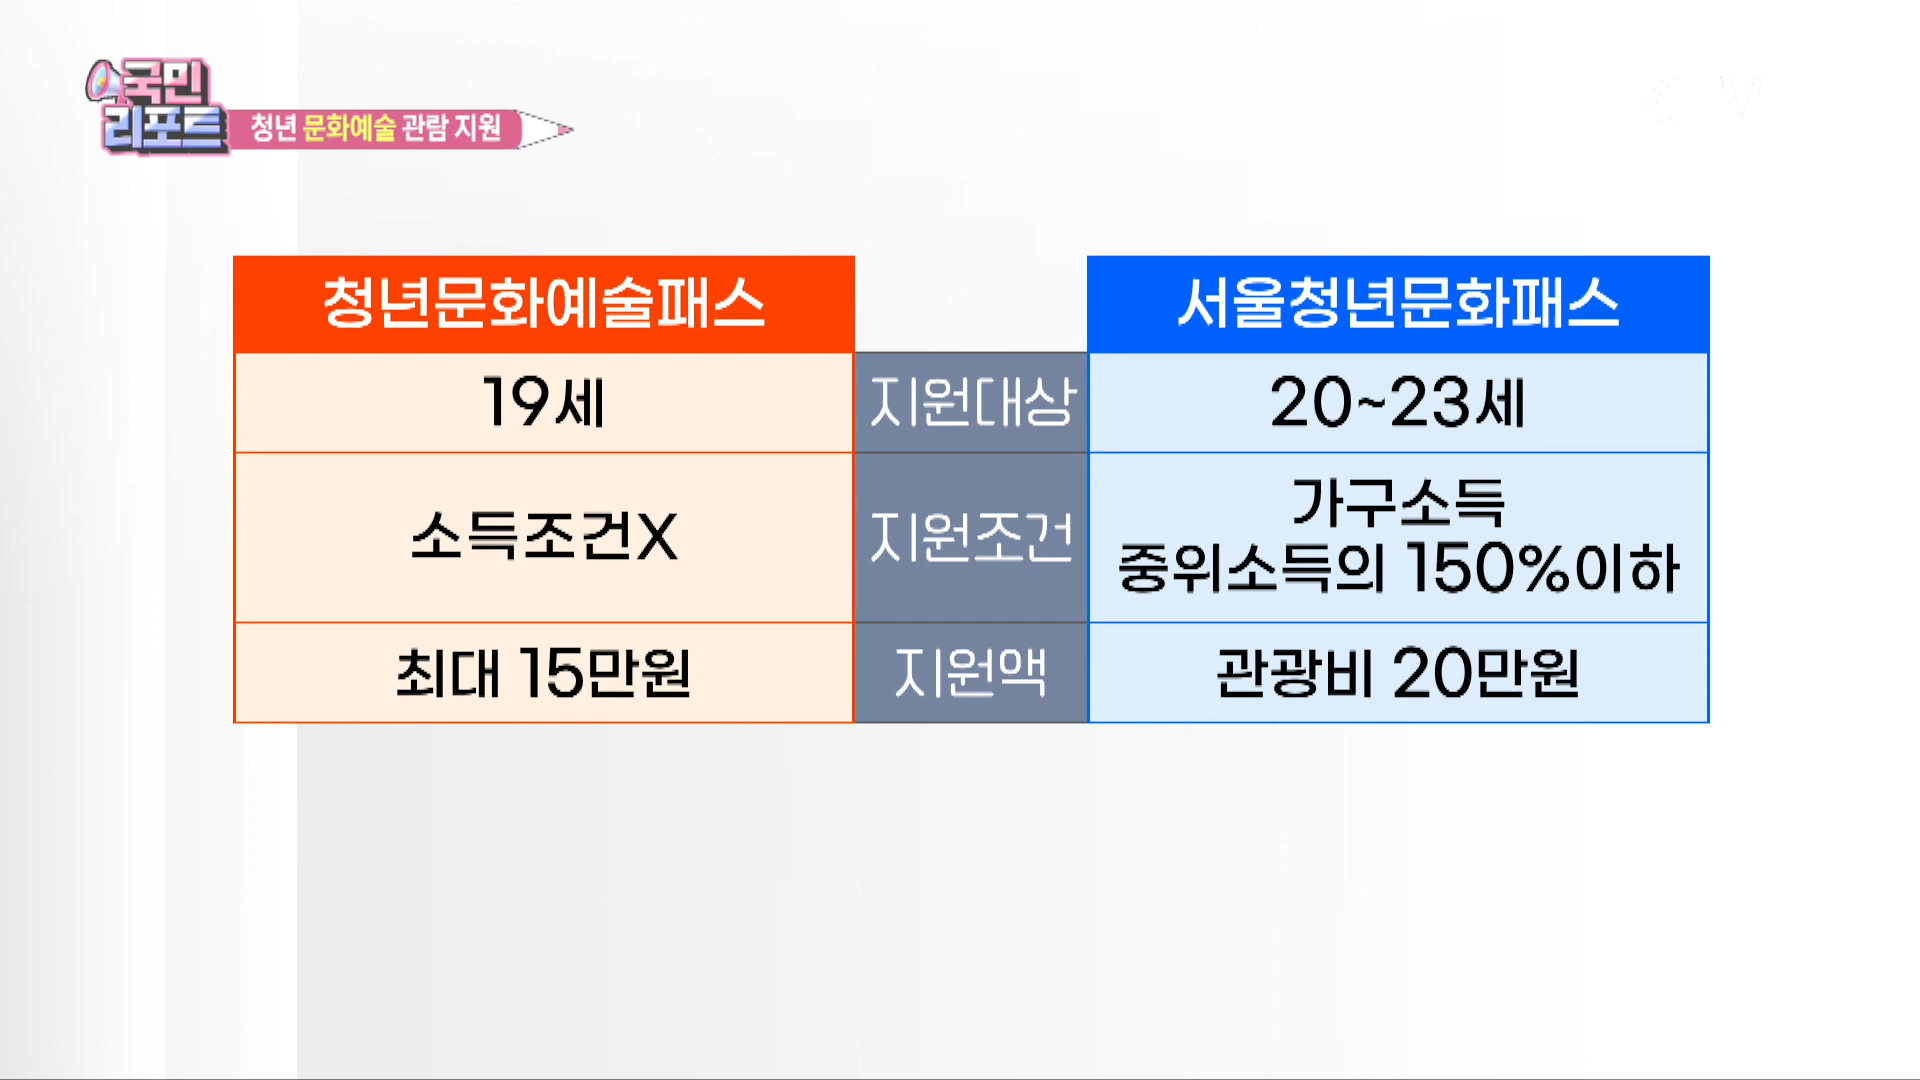 국민
리포트
청년 문화예술 관람 지원
청년문화예술패스
서울청년문화패스
19세
지원대상
20~23세
소득조건X
지원조건
가구소득
중위소득의 150%이하
최대 15만원
지원액
관광비 20만원